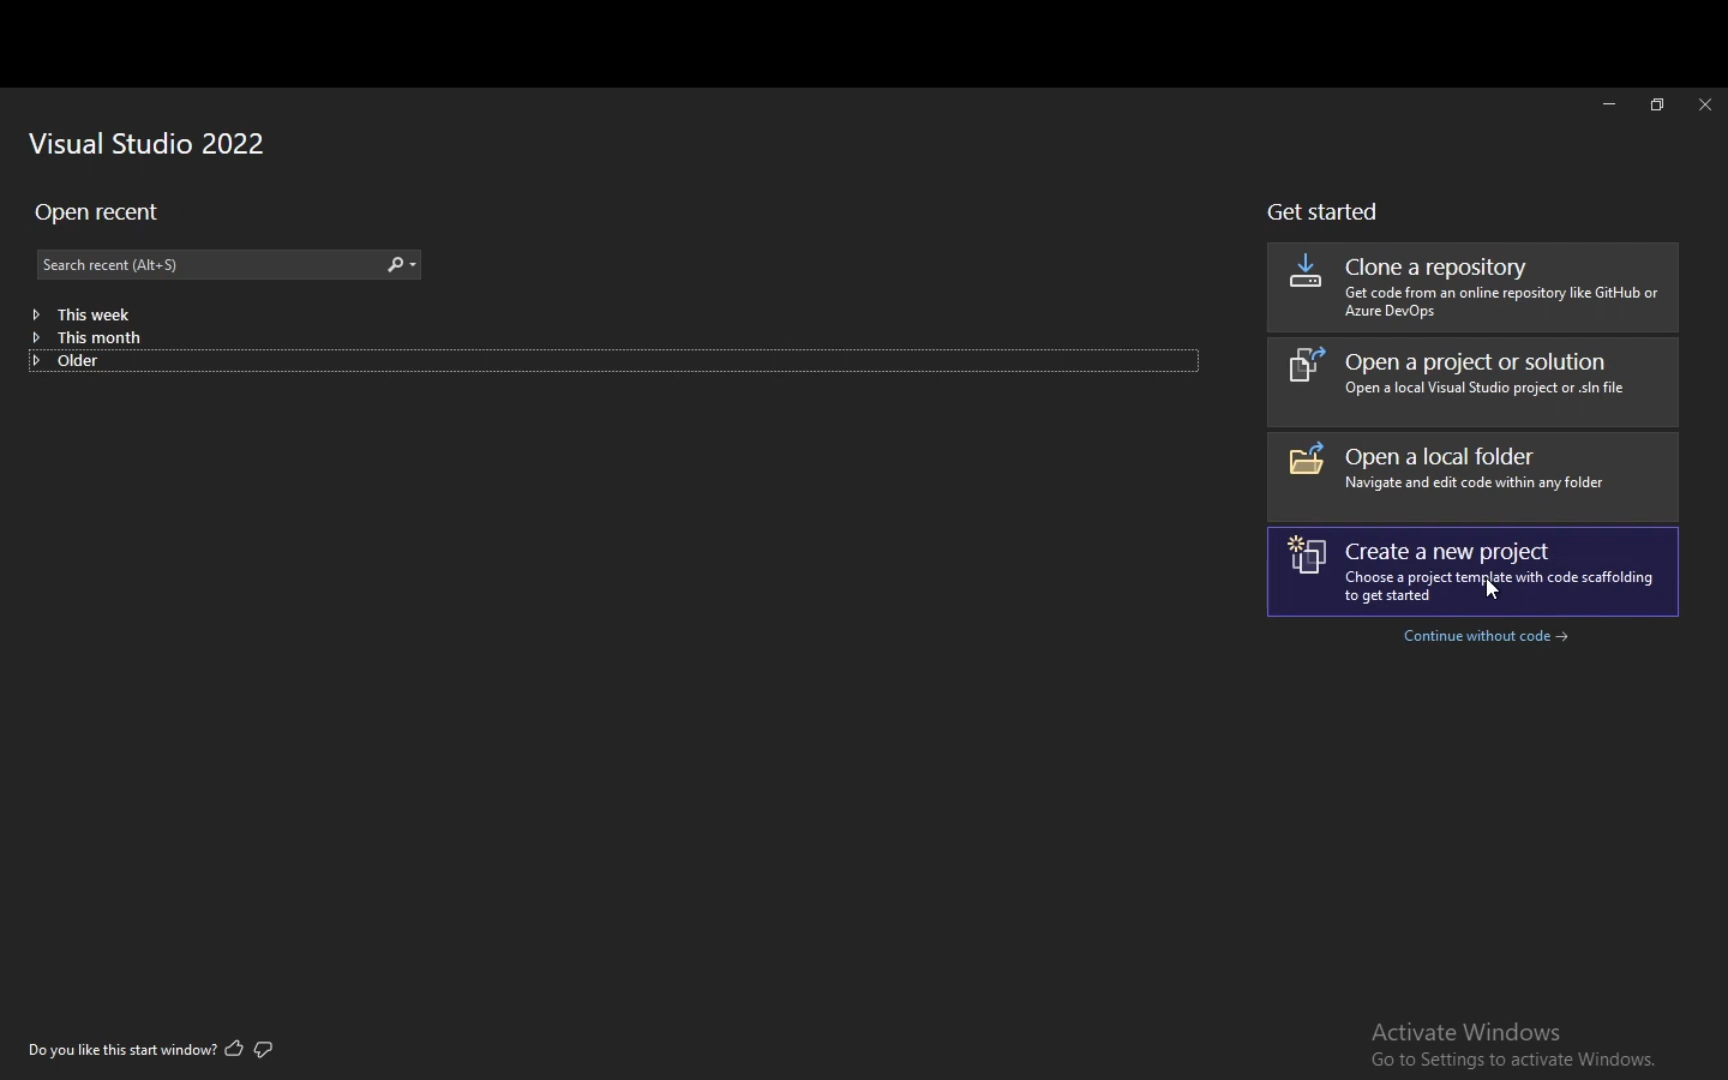 Visual Studio 2022
Open recent
Search recent (Alt+S)
This week
This month
Older
Get started
Clone a repository
Get code from an online repository like GitHub or
Azure DevOps
Open a project or solution
Open a local Visual Studio project or .sln file
Open a local folder
Navigate and edit code within any folder
Create a new project
Choose a project template with code scaffolding
to get started
Continue without code →
Do you like this start window?
Activate Windows
Go to Settings to activate Windows.